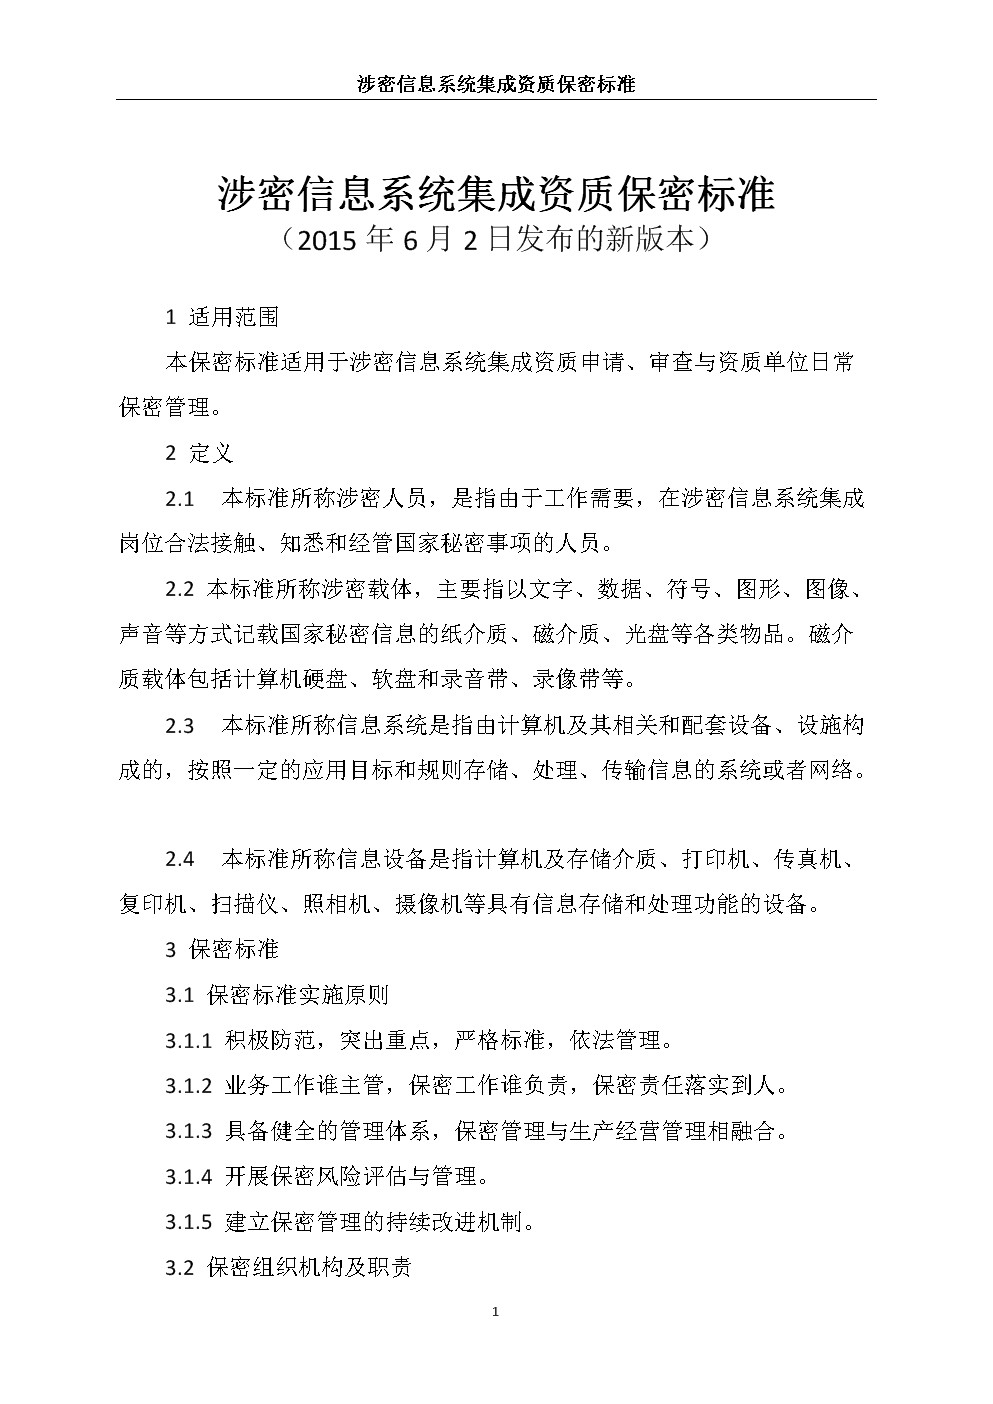 涉密信息系统集成资质保密标准
涉密信息系统集成资质保密标准
（2015 年 6 月 2 日发布的新版本）
1 适用范围
本保密标准适用于涉密信息系统集成资质申请、审查与资质单位日常
保密管理。
2 定义
2.1 本标准所称涉密人员，是指由于工作需要，在涉密信息系统集成
岗位合法接触、知悉和经管国家秘密事项的人员。
2.2 本标准所称涉密载体，主要指以文字、数据、符号、图形、图像、
声音等方式记载国家秘密信息的纸介质、磁介质、光盘等各类物品。磁介
质载体包括计算机硬盘、软盘和录音带、录像带等。
2.3 本标准所称信息系统是指由计算机及其相关和配套设备、设施构
成的，按照一定的应用目标和规则存储、处理、传输信息的系统或者网络。
2.4 本标准所称信息设备是指计算机及存储介质、打印机、传真机、
复印机、扫描仪、照相机、摄像机等具有信息存储和处理功能的设备。
3 保密标准
3.1 保密标准实施原则
3.1.1 积极防范，突出重点，严格标准，依法管理。
3.1.2 业务工作谁主管，保密工作谁负责，保密责任落实到人。
3.1.3 具备健全的管理体系，保密管理与生产经营管理相融合。
3.1.4 开展保密风险评估与管理。
3.1.5 建立保密管理的持续改进机制。
3.2 保密组织机构及职责
1